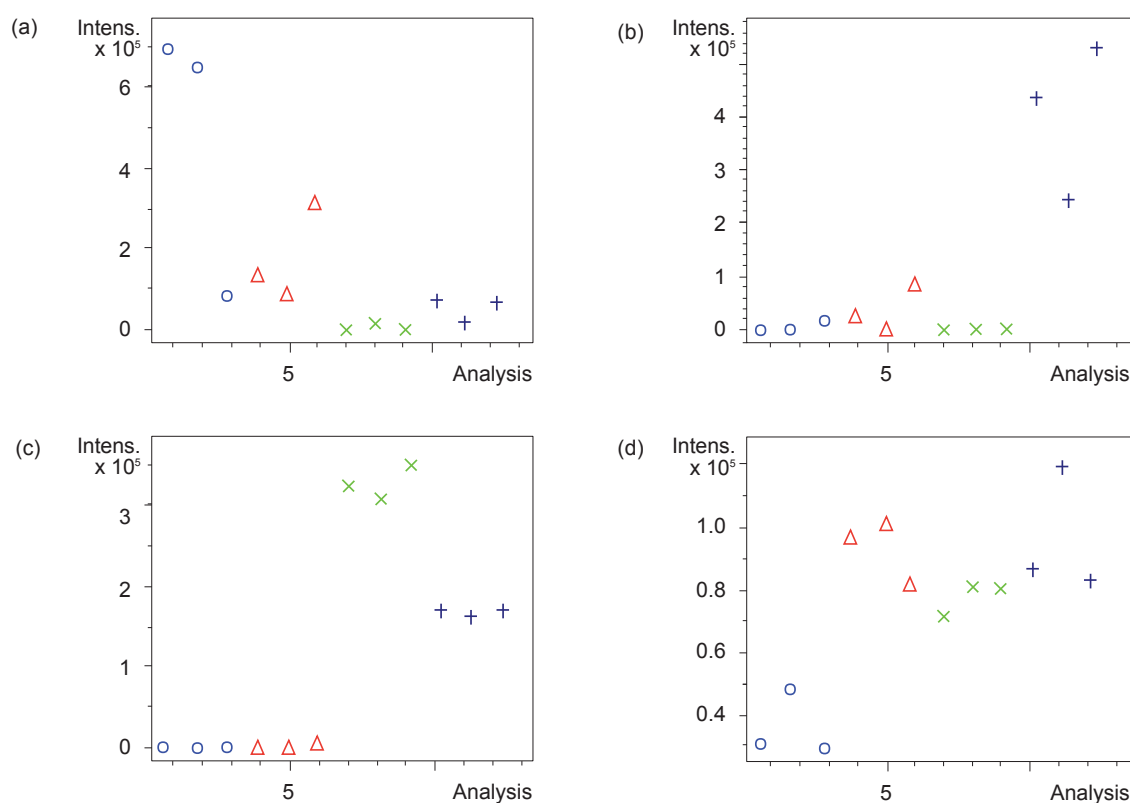 (a)
Intens.
x 10⁵
6
4
2
0
5 Analysis
(b)
Intens.
x 10⁵
4
3
2
1
0
5 Analysis
(c)
Intens.
x 10⁵
3
2
1
0
5 Analysis
(d)
Intens.
x 10⁵
1.0
0.8
0.6
0.4
5 Analysis